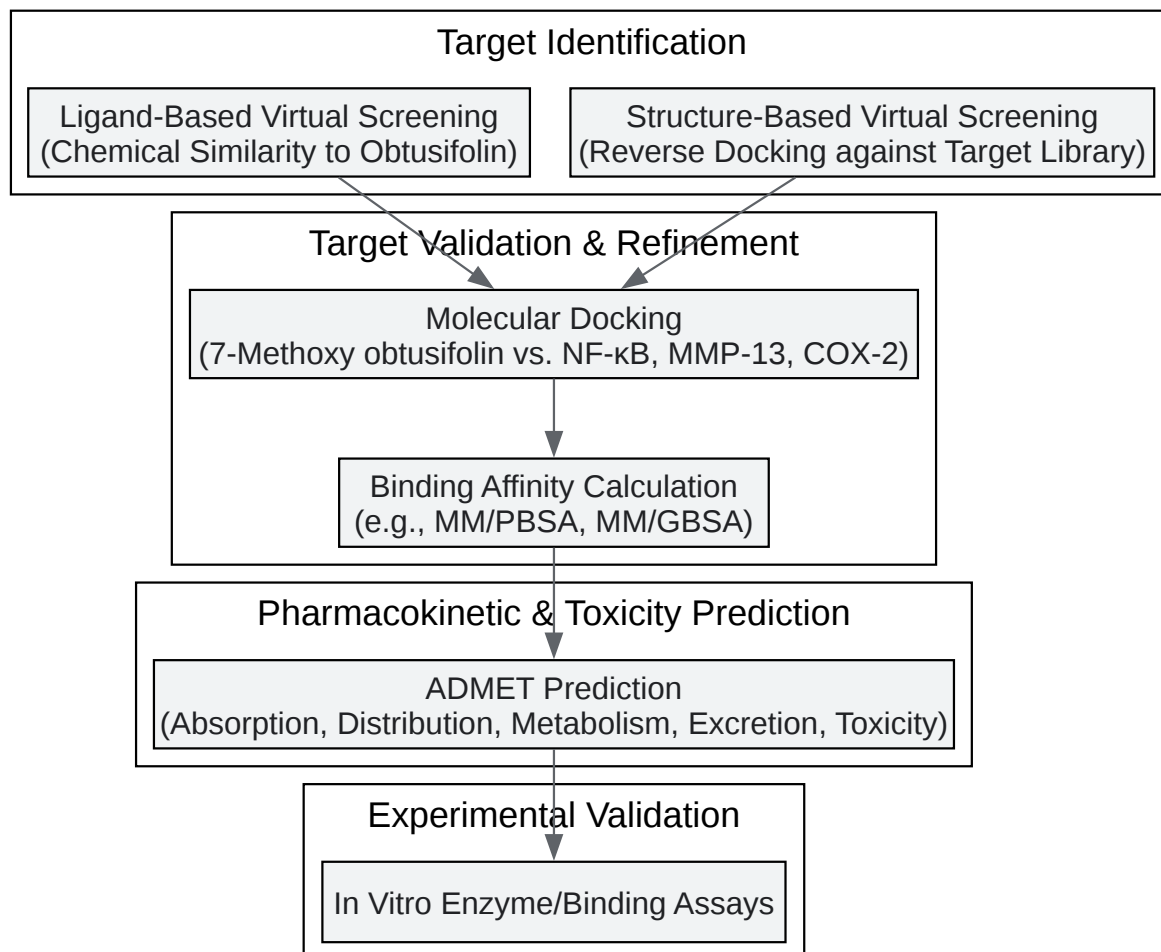 Target Identification
Ligand-Based Virtual Screening
(Chemical Similarity to Obtusifolin)
Structure-Based Virtual Screening
(Reverse Docking against Target Library)
Target Validation & Refinement
Molecular Docking
(7-Methoxy obtusifolin vs. NF-κB, MMP-13, COX-2)
Binding Affinity Calculation
(e.g., MM/PBSA, MM/GBSA)
Pharmacokinetic & Toxicity Prediction
ADMET Prediction
(Absorption, Distribution, Metabolism, Excretion, Toxicity)
Experimental Validation
In Vitro Enzyme/Binding Assays